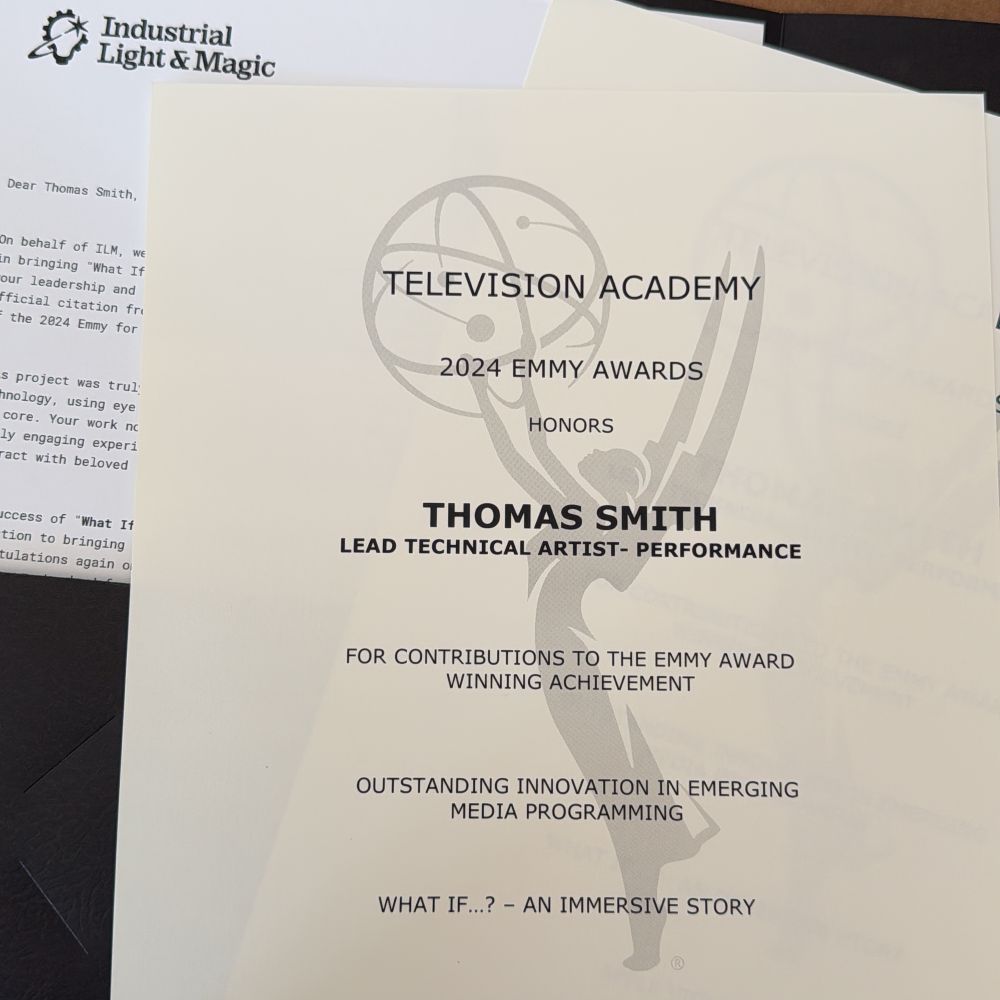 Industrial
Light & Magic
Dear Thomas Smith,
On behalf of ILM, we
in bringing "What If
our leadership and
fficial citation
f the 2024 Emmy for
s project was
hnology, using eye
core. Your work
ly engaging
ract with beloved
uccess of "What If
tion to bringing
tulations again
TELEVISION ACADEMY
2024 EMMY AWARDS
HONORS
THOMAS SMITH
LEAD TECHNICAL ARTIST- PERFORMANCE
FOR CONTRIBUTIONS TO THE EMMY AWARD
WINNING ACHIEVEMENT
OUTSTANDING INNOVATION IN EMERGING
MEDIA PROGRAMMING
WHAT IF...? – AN IMMERSIVE STORY
®